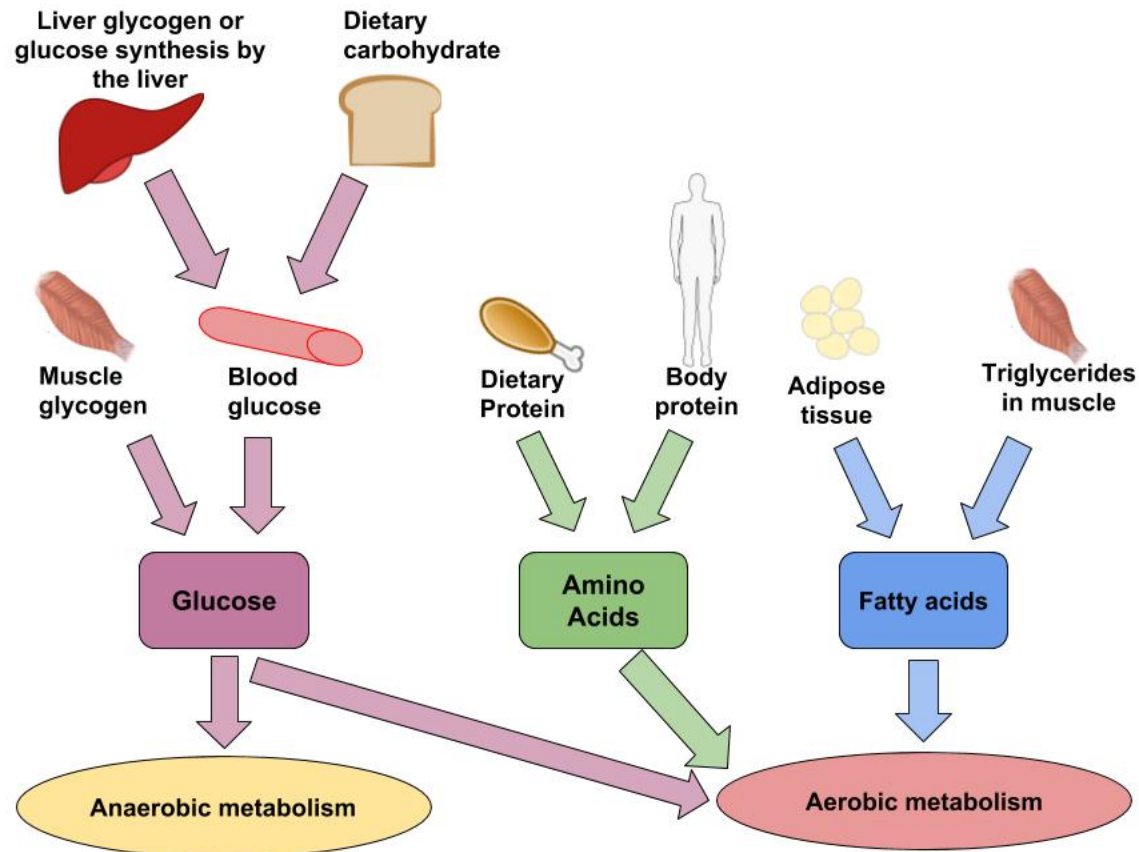 Liver glycogen or
glucose synthesis by
the liver
Dietary
carbohydrate
Muscle
glycogen
Blood
glucose
Dietary
Protein
Body
protein
Adipose
tissue
Triglycerides
in muscle
Glucose
Amino
Acids
Fatty acids
Anaerobic metabolism
Aerobic metabolism